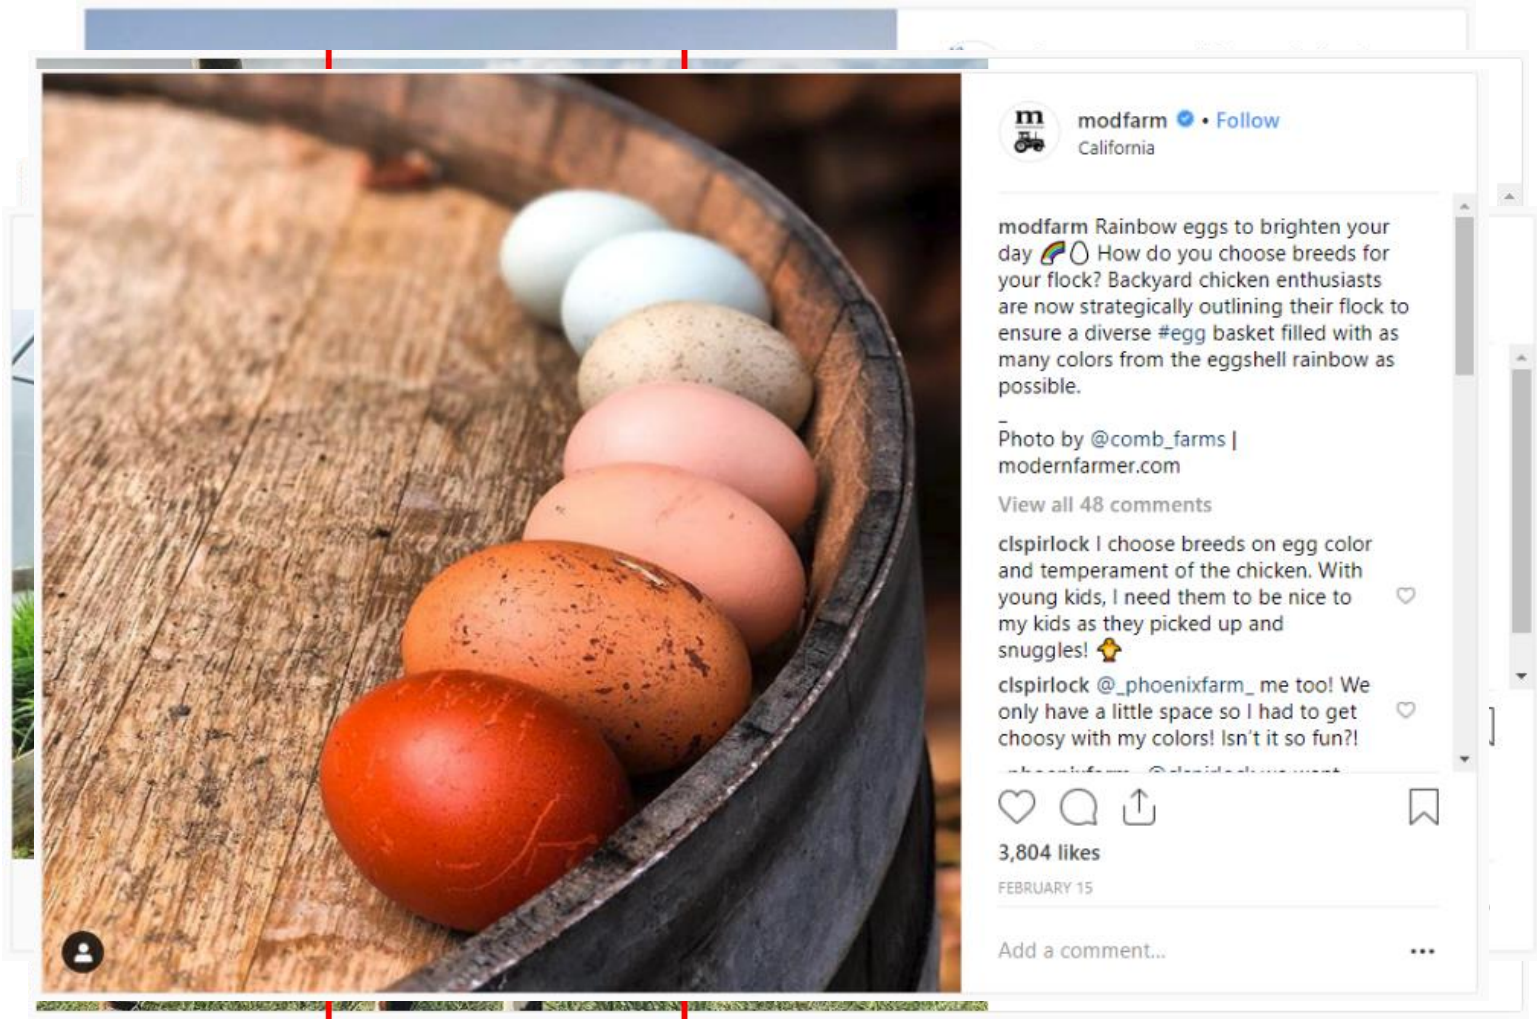 m
modfarm • Follow
California
modfarm Rainbow eggs to brighten your
day 🌈🥚 How do you choose breeds for
your flock? Backyard chicken enthusiasts
are now strategically outlining their flock to
ensure a diverse #egg basket filled with as
many colors from the eggshell rainbow as
possible.
_
Photo by @comb_farms |
modernfarmer.com
View all 48 comments
clspirlock I choose breeds on egg color
and temperament of the chicken. With
young kids, I need them to be nice to
my kids as they picked up and
snuggles! 🐥
clspirlock @_phoenixfarm_ me too! We
only have a little space so I had to get
choosy with my colors! Isn't it so fun?!
3,804 likes
FEBRUARY 15
Add a comment...